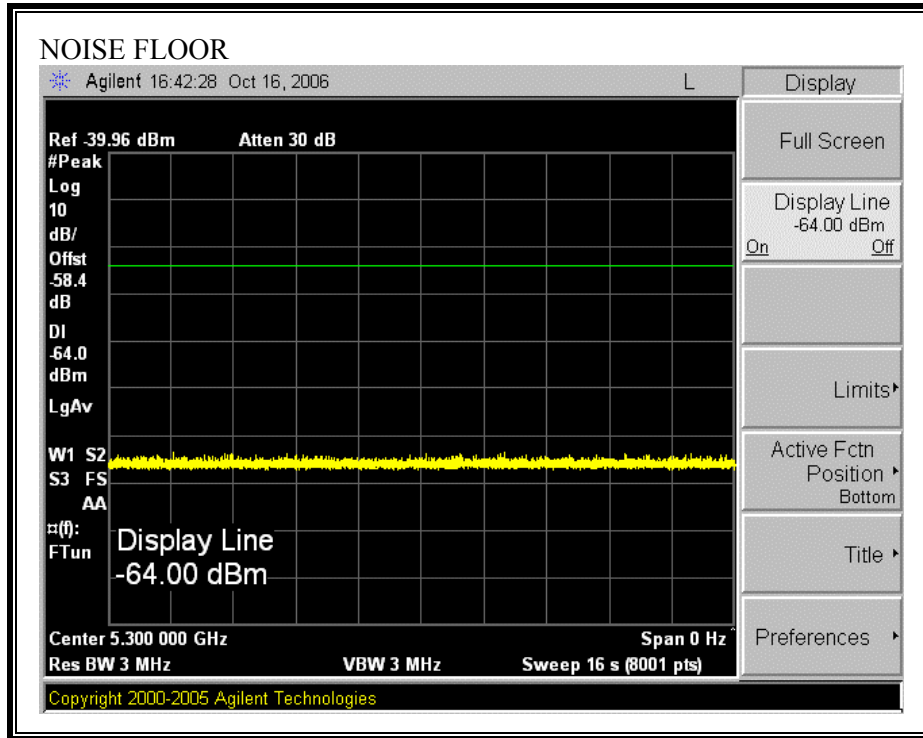 NOISE FLOOR
Agilent 16:42:28 Oct 16, 2006 L
Display
Ref -39.96 dBm Atten 30 dB
#Peak
Log
10
dB/
Offst
-58.4
dB
DI
-64.0
dBm
LgAv
W1 S2
S3 FS
AA
¤(f):
FTun
Display Line
-64.00 dBm
Center 5.300 000 GHz Span 0 Hz^
Res BW 3 MHz VBW 3 MHz Sweep 16 s (8001 pts)
Copyright 2000-2005 Agilent Technologies
Full Screen
Display Line
-64.00 dBm
On Off
Limits
Active Fctn
Position
Bottom
Title
Preferences